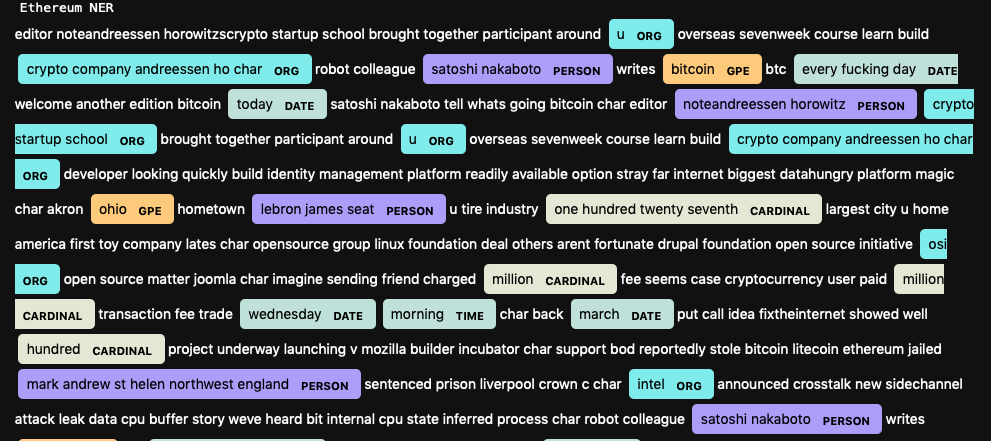 Ethereum NER
editor noteandreessen horowitzscrypto startup school brought together participant around u ORG overseas sevenweek course learn build
crypto company andreessen ho char ORG robot colleague satoshi nakaboto PERSON writes bitcoin GPE btc every fucking day DATE
welcome another edition bitcoin today DATE satoshi nakaboto tell whats going bitcoin char editor noteandreessen horowitz PERSON crypto
startup school ORG brought together participant around u ORG overseas sevenweek course learn build crypto company andreessen ho char
ORG developer looking quickly build identity management platform readily available option stray far internet biggest datahungry platform magic
char akron ohio GPE hometown lebron james seat PERSON u tire industry one hundred twenty seventh CARDINAL largest city u home
america first toy company lates char opensource group linux foundation deal others arent fortunate drupal foundation open source initiative osi
ORG open source matter joomla char imagine sending friend charged million CARDINAL fee seems case cryptocurrency user paid million
CARDINAL transaction fee trade wednesday DATE morning TIME char back march DATE put call idea fixtheinternet showed well
hundred CARDINAL project underway launching v mozilla builder incubator char support bod reportedly stole bitcoin litecoin ethereum jailed
mark andrew st helen northwest england PERSON sentenced prison liverpool crown c char intel ORG announced crosstalk new sidechannel
attack leak data cpu buffer story weve heard bit internal cpu state inferred process char robot colleague satoshi nakaboto PERSON writes